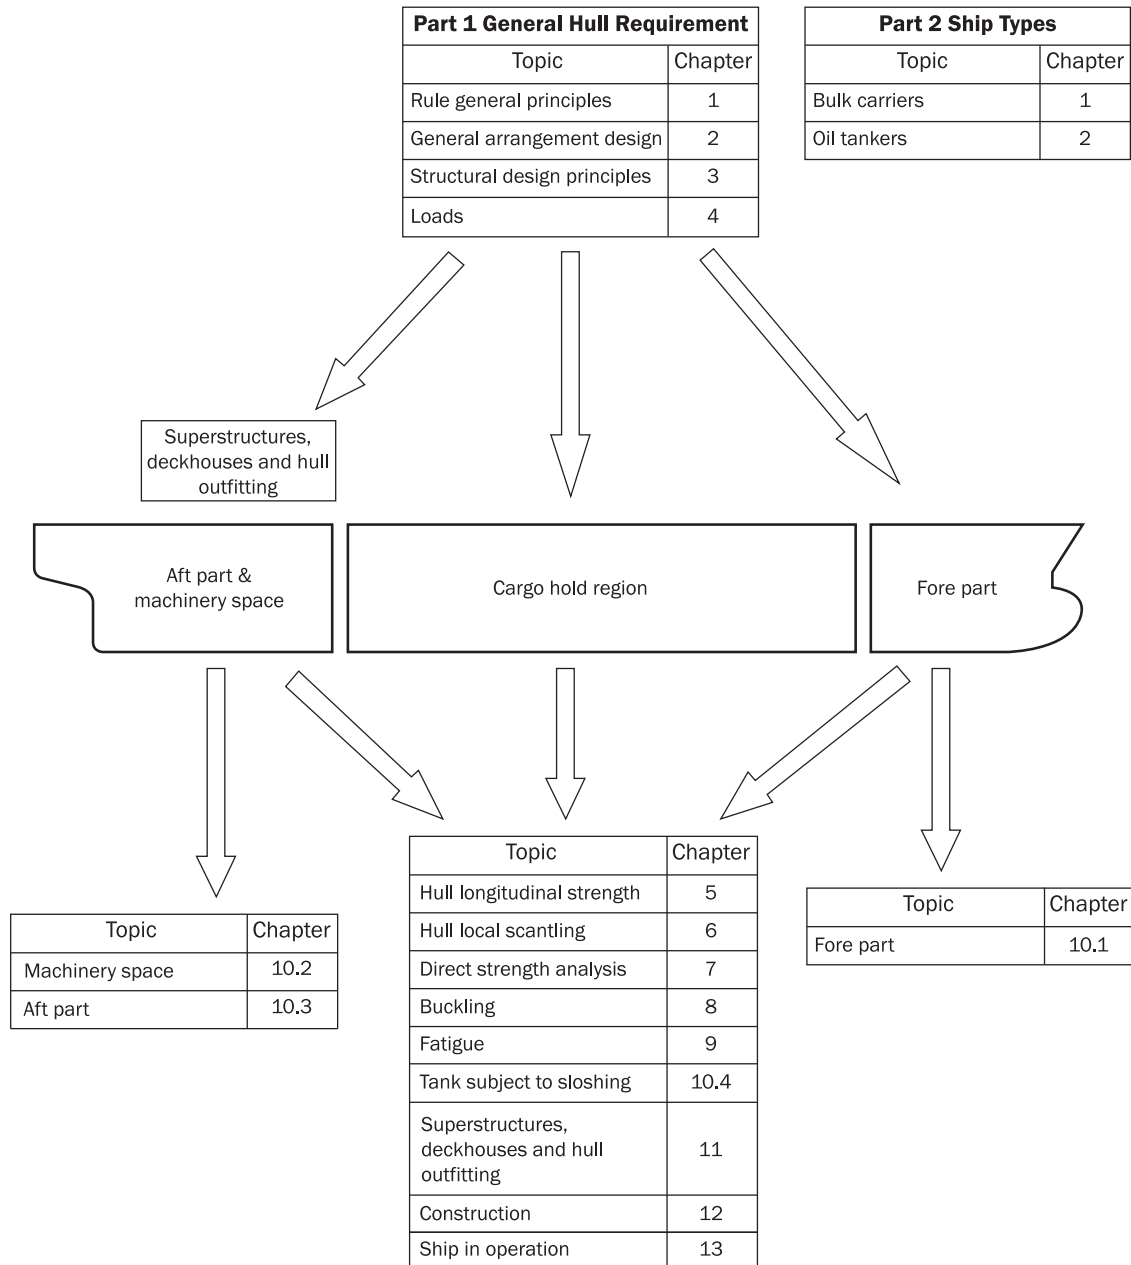 Part 1 General Hull Requirement
Topic Chapter
Rule general principles 1
General arrangement design 2
Structural design principles 3
Loads 4
Part 2 Ship Types
Topic Chapter
Bulk carriers 1
Oil tankers 2
Superstructures,
deckhouses and hull
outfitting
Aft part &
machinery space
Cargo hold region
Fore part
Topic Chapter
Machinery space 10.2
Aft part 10.3
Topic Chapter
Hull longitudinal strength 5
Hull local scantling 6
Direct strength analysis 7
Buckling 8
Fatigue 9
Tank subject to sloshing 10.4
Superstructures,
deckhouses and hull 11
outfitting
Construction 12
Ship in operation 13
Topic Chapter
Fore part 10.1